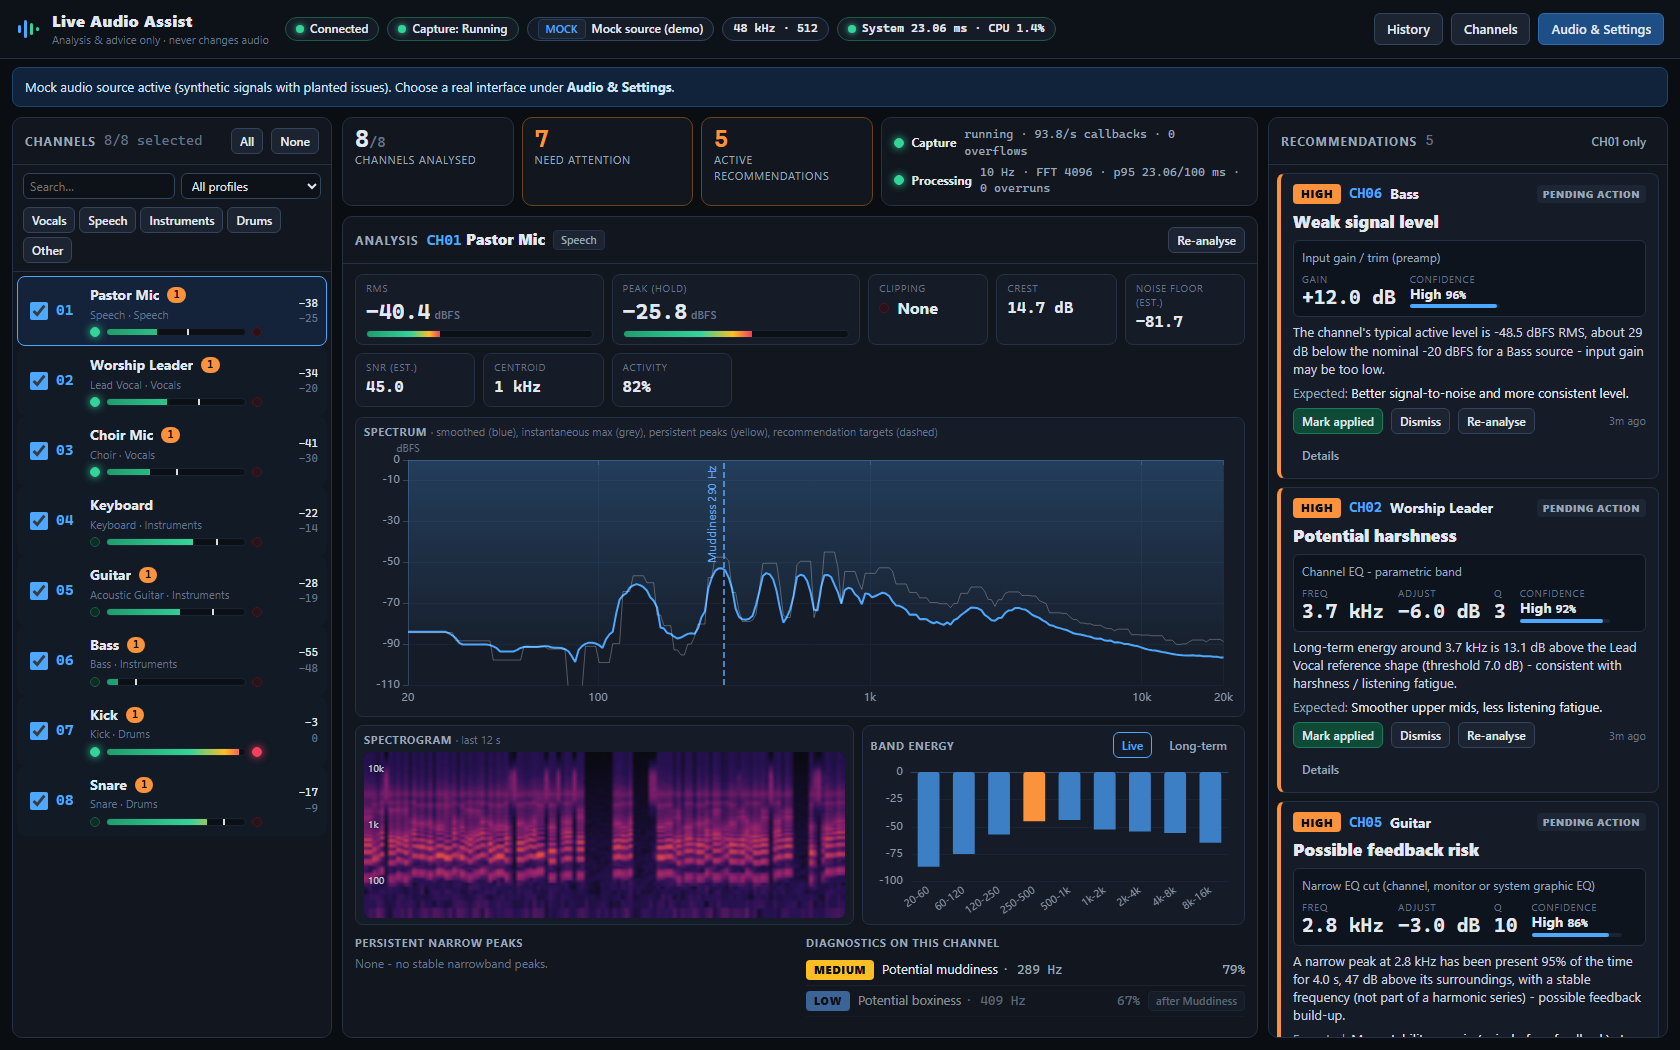 Live Audio Assist
Analysis & advice only · never changes audio
Connected
Capture: Running
MOCK Mock source (demo)
48 kHz · 512
System 23.06 ms · CPU 1.4%
History
Channels
Audio & Settings
Mock audio source active (synthetic signals with planted issues). Choose a real interface under Audio & Settings.
CHANNELS 8/8 selected
All
None
Search...
All profiles
Vocals
Speech
Instruments
Drums
Other
01 Pastor Mic 1
Speech · Speech
−38
−25
02 Worship Leader 1
Lead Vocal · Vocals
−34
−20
03 Choir Mic 1
Choir · Vocals
−41
−30
04 Keyboard
Keyboard · Instruments
−22
−14
05 Guitar 1
Acoustic Guitar · Instruments
−28
−19
06 Bass 1
Bass · Instruments
−55
−48
07 Kick 1
Kick · Drums
−3
0
08 Snare 1
Snare · Drums
−17
−9
8/8
CHANNELS ANALYSED
7
NEED ATTENTION
5
ACTIVE
RECOMMENDATIONS
Capture running · 93.8/s callbacks · 0
overflows
Processing 10 Hz · FFT 4096 · p95 23.06/100 ms ·
0 overruns
ANALYSIS CH01 Pastor Mic Speech
Re-analyse
RMS
−40.4 dBFS
PEAK (HOLD)
−25.8 dBFS
CLIPPING
None
CREST
14.7 dB
NOISE FLOOR
(EST.)
−81.7
SNR (EST.)
45.0
CENTROID
1 kHz
ACTIVITY
82%
SPECTRUM · smoothed (blue), instantaneous max (grey), persistent peaks (yellow), recommendation targets (dashed)
dBFS
0
-10
-30
-50
-70
-90
-110
Muddiness 290 Hz
20
100
1k
10k
20k
SPECTROGRAM · last 12 s
10k
1k
100
BAND ENERGY
Live
Long-term
0
-25
-50
-75
-100
20-60
60-120
120-250
250-500
500-1k
1k-2k
2k-4k
4k-8k
8k-16k
PERSISTENT NARROW PEAKS
None - no stable narrowband peaks.
DIAGNOSTICS ON THIS CHANNEL
MEDIUM Potential muddiness · 289 Hz 79%
LOW Potential boxiness · 409 Hz 67% after Muddiness
RECOMMENDATIONS 5
CH01 only
HIGH CH06 Bass PENDING ACTION
Weak signal level
Input gain / trim (preamp)
GAIN CONFIDENCE
+12.0 dB High 96%
The channel's typical active level is -48.5 dBFS RMS, about 29
dB below the nominal -20 dBFS for a Bass source - input gain
may be too low.
Expected: Better signal-to-noise and more consistent level.
Mark applied
Dismiss
Re-analyse
3m ago
Details
HIGH CH02 Worship Leader PENDING ACTION
Potential harshness
Channel EQ - parametric band
FREQ ADJUST Q CONFIDENCE
3.7 kHz −6.0 dB 3 High 92%
Long-term energy around 3.7 kHz is 13.1 dB above the Lead
Vocal reference shape (threshold 7.0 dB) - consistent with
harshness / listening fatigue.
Expected: Smoother upper mids, less listening fatigue.
Mark applied
Dismiss
Re-analyse
3m ago
Details
HIGH CH05 Guitar PENDING ACTION
Possible feedback risk
Narrow EQ cut (channel, monitor or system graphic EQ)
FREQ ADJUST Q CONFIDENCE
2.8 kHz −3.0 dB 10 High 86%
A narrow peak at 2.8 kHz has been present 95% of the time
for 4.0 s, 47 dB above its surroundings, with a stable
frequency (not part of a harmonic series) - possible feedback
build-up.